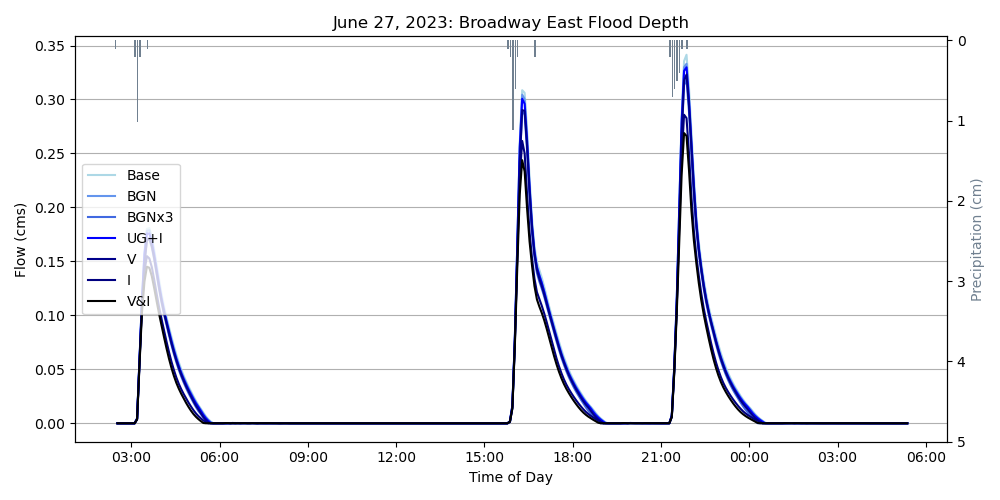 June 27, 2023: Broadway East Flood Depth
0.35
0.30
0.25
0.20
0.15
0.10
0.05
0.00
Flow (cms)
Base
BGN
BGNx3
UG+I
V
I
V&I
0
1
2
3
4
5
Precipitation (cm)
03:00 06:00 09:00 12:00 15:00 18:00 21:00 00:00 03:00 06:00
Time of Day